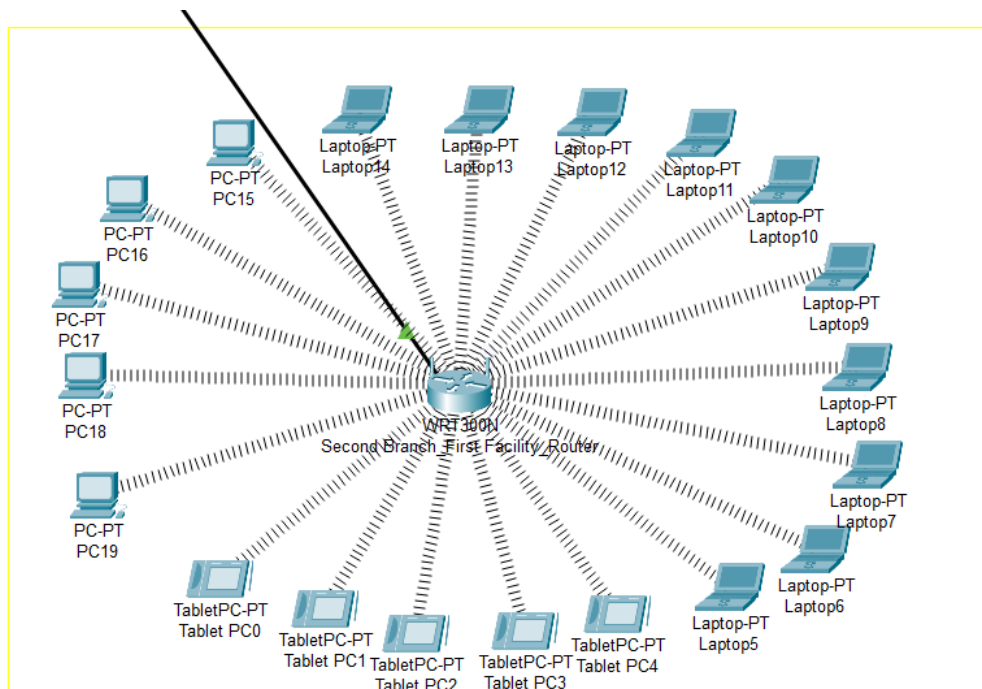 Laptop-PT
Laptop14
Laptop-PT
Laptop13
Laptop-PT
Laptop12
Laptop-PT
Laptop11
PC-PT
PC15
Laptop-PT
Laptop10
PC-PT
PC16
Laptop-PT
Laptop9
PC-PT
PC17
Laptop-PT
Laptop8
PC-PT
PC18
WRT300N
Second Branch_First Facility_Router
Laptop-PT
Laptop7
PC-PT
PC19
Laptop-PT
Laptop6
TabletPC-PT
Tablet PC0
TabletPC-PT
Tablet PC1
TabletPC-PT
Tablet PC2
TabletPC-PT
Tablet PC3
TabletPC-PT
Tablet PC4
Laptop-PT
Laptop5